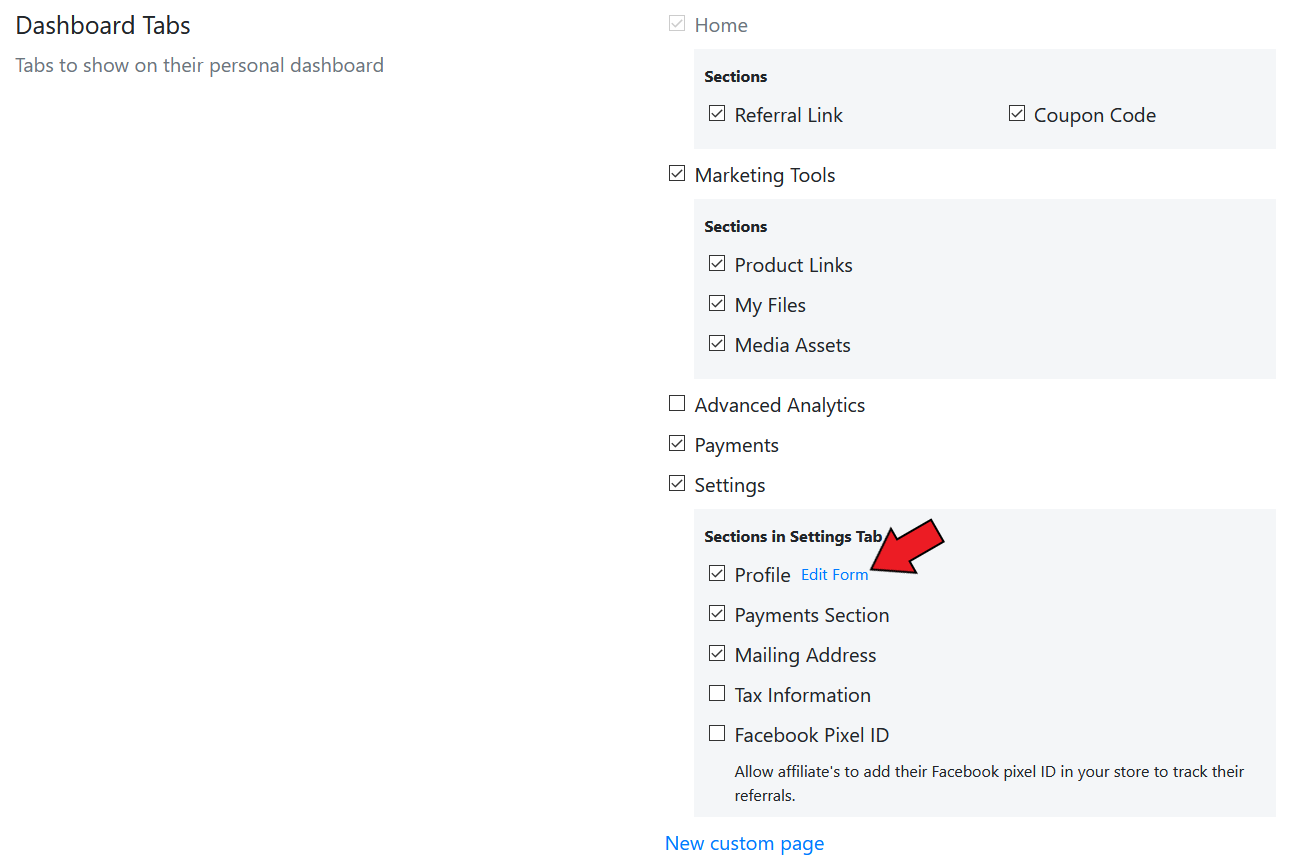 Dashboard Tabs
Tabs to show on their personal dashboard
Home
Sections
Referral Link
Coupon Code
Marketing Tools
Sections
Product Links
My Files
Media Assets
Advanced Analytics
Payments
Settings
Sections in Settings Tab
Profile Edit Form
Payments Section
Mailing Address
Tax Information
Facebook Pixel ID
Allow affiliate's to add their Facebook pixel ID in your store to track their
referrals.
New custom page